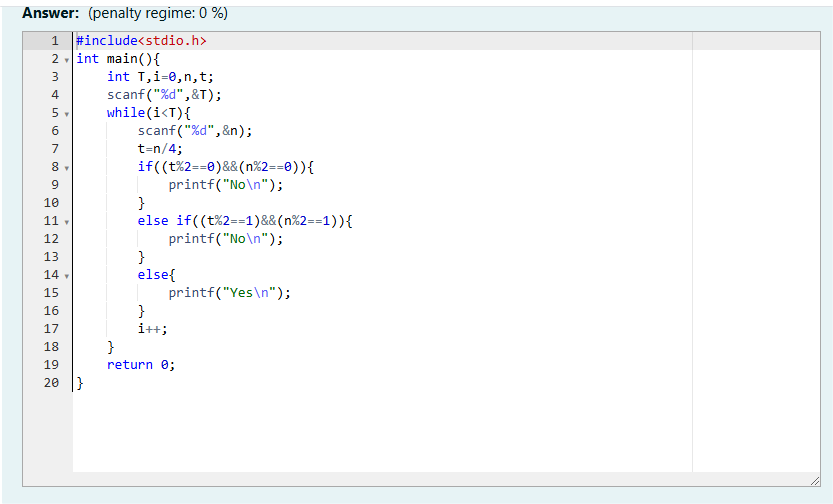 Answer: (penalty regime: 0 %)
1 #include<stdio.h>
2 int main(){
3 int T,i=0,n,t;
4 scanf("%d",&T);
5 while(i<T){
6 scanf("%d",&n);
7 t=n/4;
8 if((t%2==0)&&(n%2==0)){
9 printf("No\n");
10 }
11 else if((t%2==1)&&(n%2==1)){
12 printf("No\n");
13 }
14 else{
15 printf("Yes\n");
16 }
17 i++;
18 }
19 return 0;
20 }